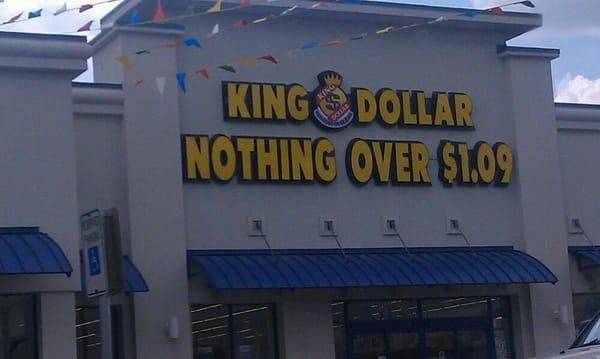 KING DOLLAR
NOTHING OVER $1.09